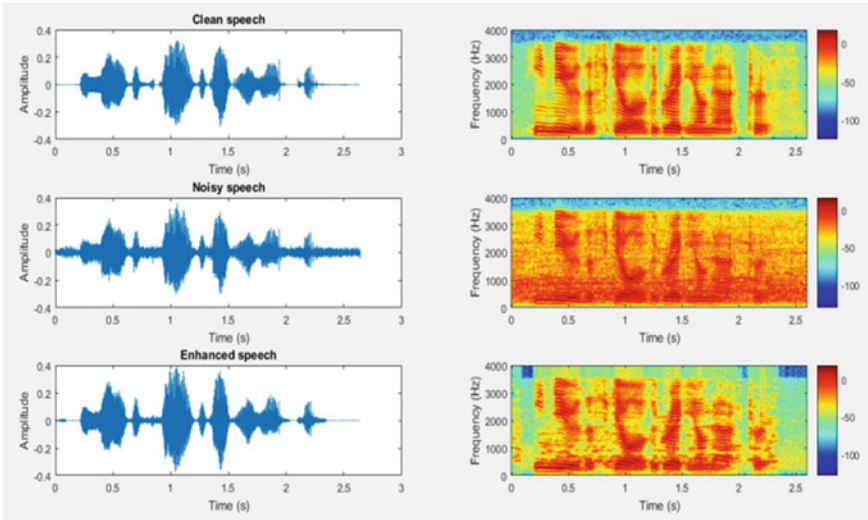 Clean speech
0.4
0.2
0
-0.2
-0.4
Amplitude
0 0.5 1 1.5 2 2.5 3
Time (s)
4000
3000
2000
1000
0
Frequency (Hz)
0 0.5 1 1.5 2 2.5
Time (s)
0
-50
-100
Noisy speech
0.4
0.2
0
-0.2
-0.4
Amplitude
0 0.5 1 1.5 2 2.5 3
Time (s)
4000
3000
2000
1000
0
Frequency (Hz)
0 0.5 1 1.5 2 2.5
Time (s)
0
-50
-100
Enhanced speech
0.4
0.2
0
-0.2
-0.4
Amplitude
0 0.5 1 1.5 2 2.5 3
Time (s)
4000
3000
2000
1000
0
Frequency (Hz)
0 0.5 1 1.5 2 2.5
Time (s)
0
-50
-100